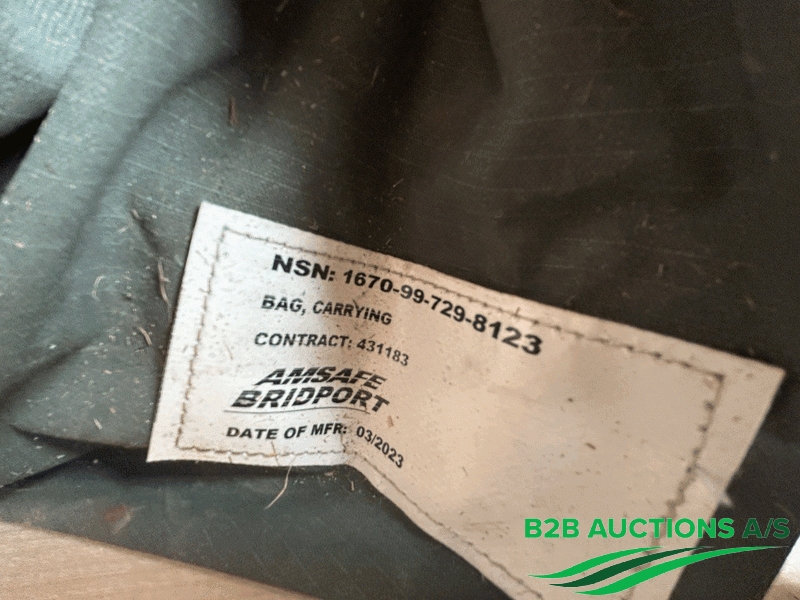 NSN: 1670-99-729-8123
BAG, CARRYING
CONTRACT: 431183
AMSAFE
BRIDPORT
DATE OF MFR: 03/2023
B2B AUCTIONS A/S